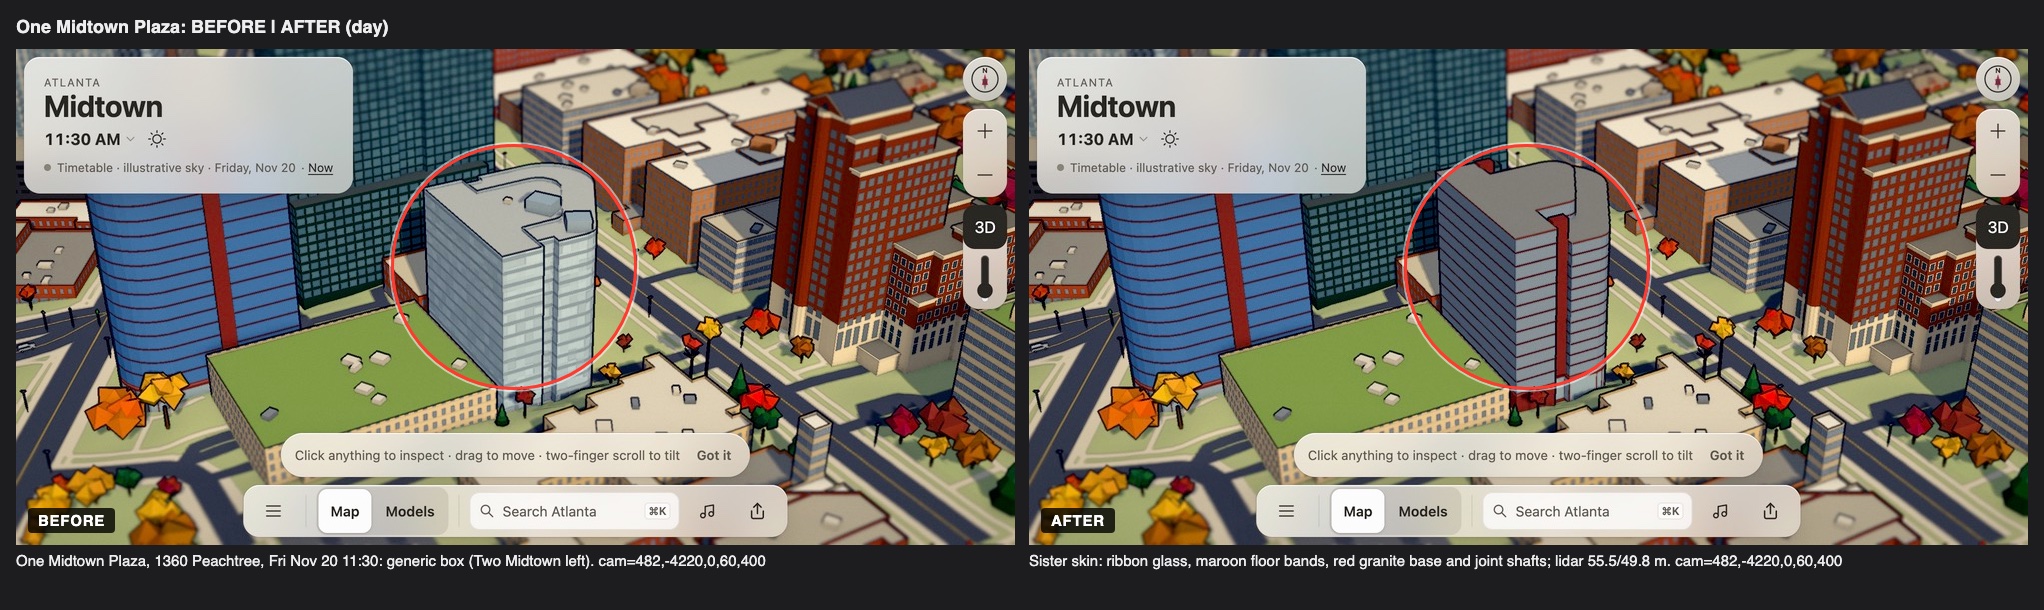 One Midtown Plaza: BEFORE | AFTER (day)
ATLANTA
Midtown
11:30 AM
Timetable · illustrative sky · Friday, Nov 20 · Now
N
+
−
3D
Click anything to inspect · drag to move · two-finger scroll to tilt Got it
Map Models Search Atlanta ⌘K
BEFORE
One Midtown Plaza, 1360 Peachtree, Fri Nov 20 11:30: generic box (Two Midtown left). cam=482,-4220,0,60,400
ATLANTA
Midtown
11:30 AM
Timetable · illustrative sky · Friday, Nov 20 · Now
N
+
−
3D
Click anything to inspect · drag to move · two-finger scroll to tilt Got it
Map Models Search Atlanta ⌘K
AFTER
Sister skin: ribbon glass, maroon floor bands, red granite base and joint shafts; lidar 55.5/49.8 m. cam=482,-4220,0,60,400